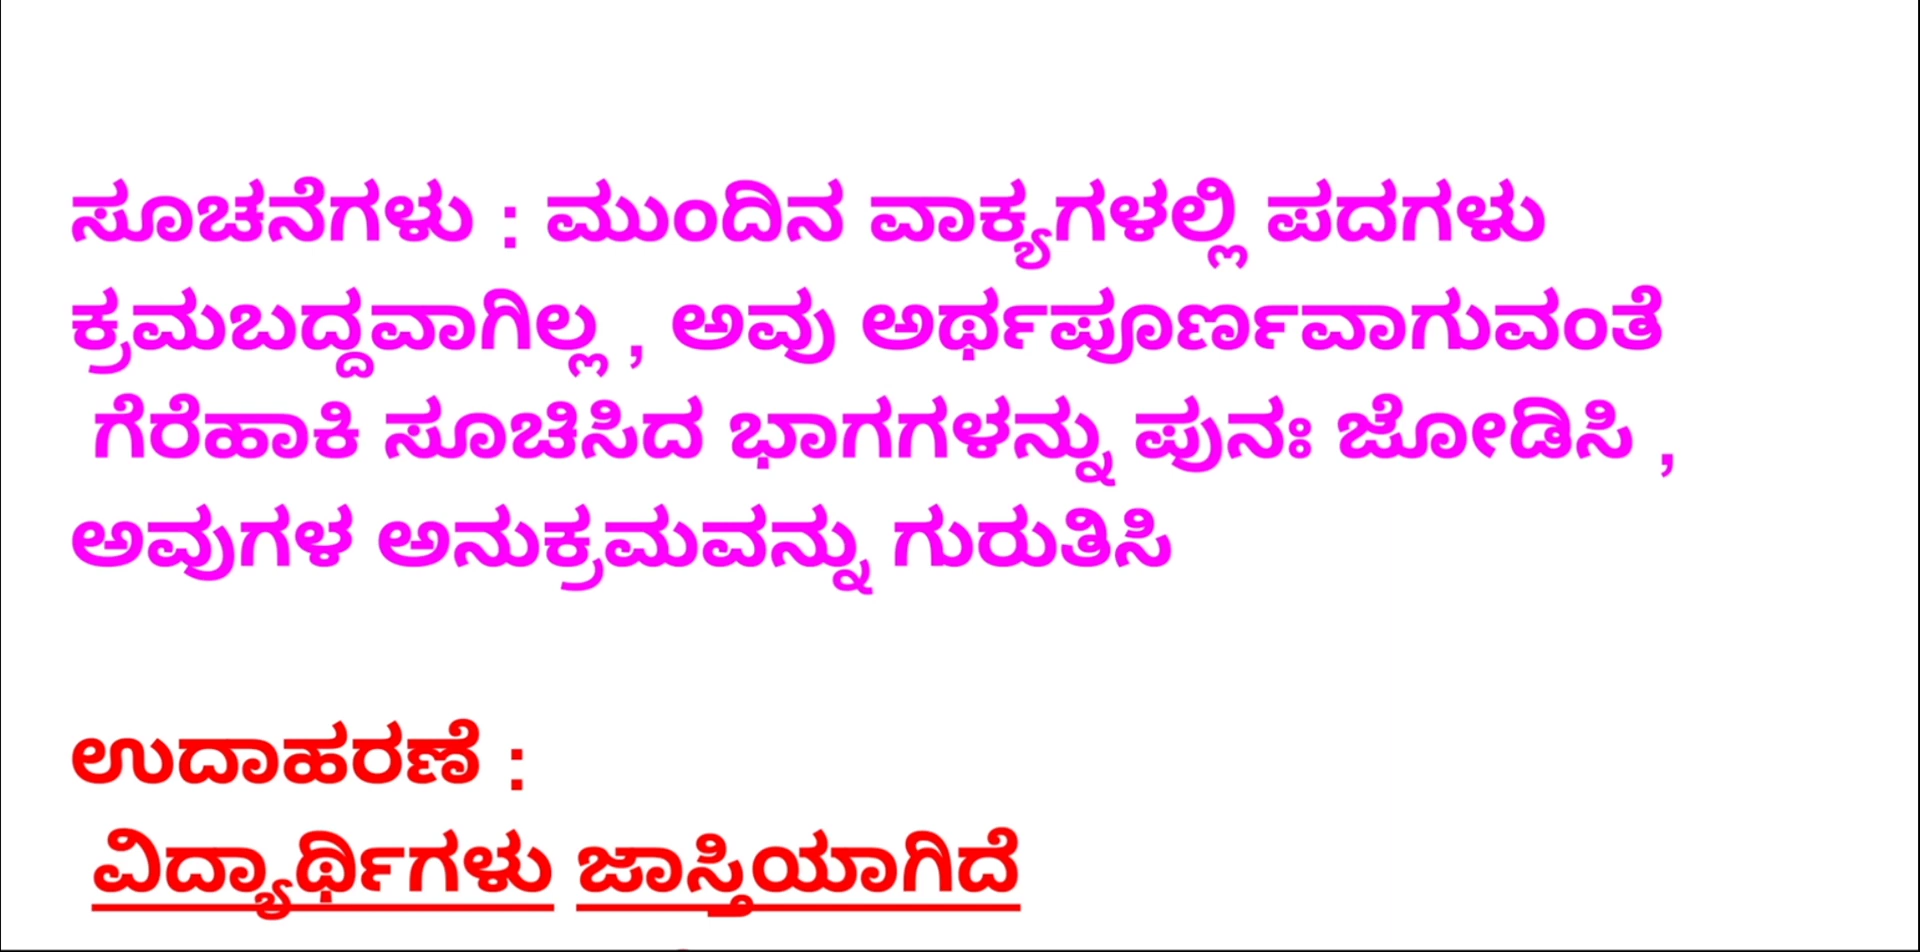 ಸೂಚನೆಗಳು : ಮುಂದಿನ ವಾಕ್ಯಗಳಲ್ಲಿ ಪದಗಳು
ಕ್ರಮಬದ್ದವಾಗಿಲ್ಲ , ಅವು ಅರ್ಥಪೂರ್ಣವಾಗುವಂತೆ
ಗೆರೆಹಾಕಿ ಸೂಚಿಸಿದ ಭಾಗಗಳನ್ನು ಪುನಃ ಜೋಡಿಸಿ ,
ಅವುಗಳ ಅನುಕ್ರಮವನ್ನು ಗುರುತಿಸಿ
ಉದಾಹರಣೆ :
ವಿದ್ಯಾರ್ಥಿಗಳು ಜಾಸ್ತಿಯಾಗಿದೆ